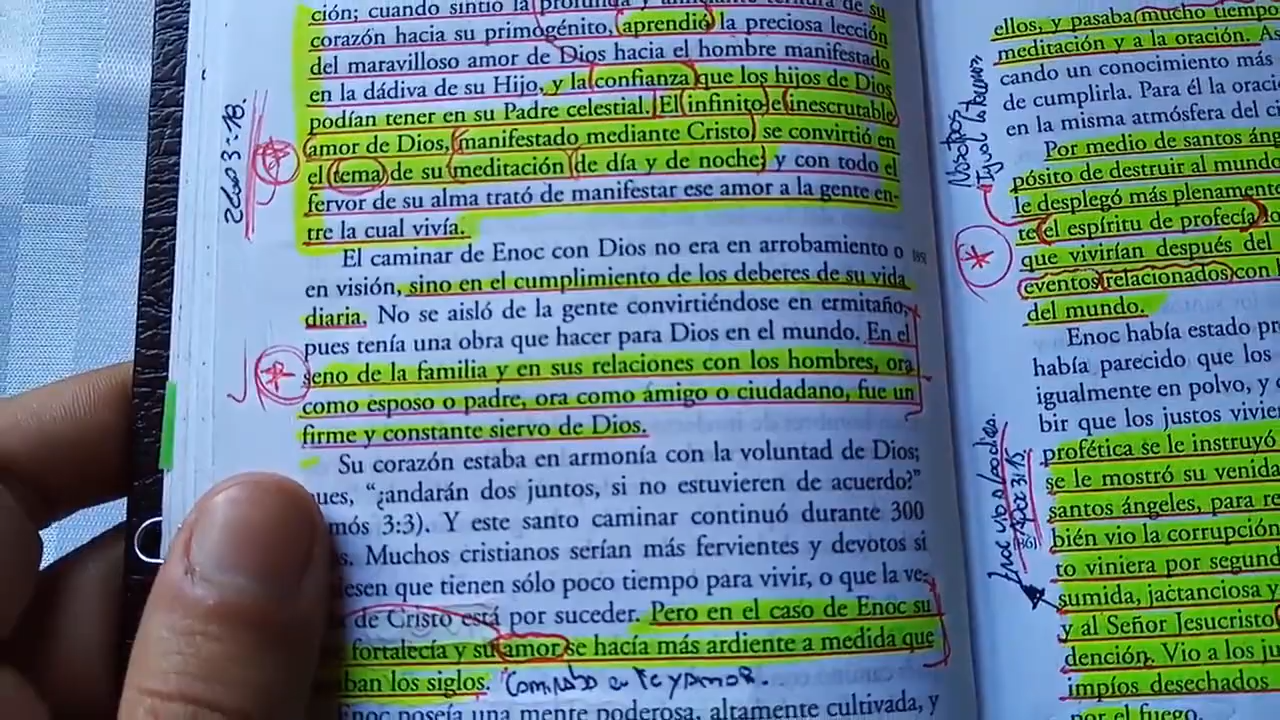 ción; cuando sintió la profunda y ternura de su
corazón hacia su primogénito, aprendió la preciosa lección
del maravilloso amor de Dios hacia el hombre manifestado
en la dádiva de su Hijo, y la confianza que los hijos de Dios
podían tener en su Padre celestial. El infinito e inescrutable
amor de Dios, manifestado mediante Cristo se convirtió en
el tema de su meditación de día y de noche y con todo el
fervor de su alma trató de manifestar ese amor a la gente en-
tre la cual vivía.
El caminar de Enoc con Dios no era en arrobamiento o
en visión, sino en el cumplimiento de los deberes de su vida
diaria. No se aisló de la gente convirtiéndose en ermitaño,
pues tenía una obra que hacer para Dios en el mundo. En el
seno de la familia y en sus relaciones con los hombres, ora
como esposo o padre, ora como ámigo o ciudadano, fue un
firme y constante siervo de Dios.
Su corazón estaba en armonía con la voluntad de Dios;
ues, “¿andarán dos juntos, si no estuvieren de acuerdo?”
mós 3:3). Y este santo caminar continuó durante 300
s. Muchos cristianos serían más fervientes y devotos si
iesen que tienen sólo poco tiempo para vivir, o que la ve-
de Cristo está por suceder. Pero en el caso de Enoc su
fortalecía y su amor se hacía más ardiente a medida que
ban los siglos.
Enoc poseía una mente poderosa, altamente cultivada, y
ellos, y pasaba mucho tiempo
meditación y a la oración. As
cando un conocimiento más
de cumplirla. Para él la oraci
en la misma atmósfera del ci
Nosotros
Igual
Por medio de santos áng
pósito de destruir al mundo
le desplegó más plenament
te el espíritu de profecía
que vivirían después del
eventos relacionados con l
del mundo.
Enoc había estado pr
había parecido que los
igualmente en polvo, y
bir que los justos vivie
profética se le instruyó
se le mostró su venida
santos ángeles, para re
bién vio la corrupción
to viniera por segund
sumida, jactanciosa y
y al Señor Jesucristo
dención. Vio a los ju
impíos desechados
por el fuego.